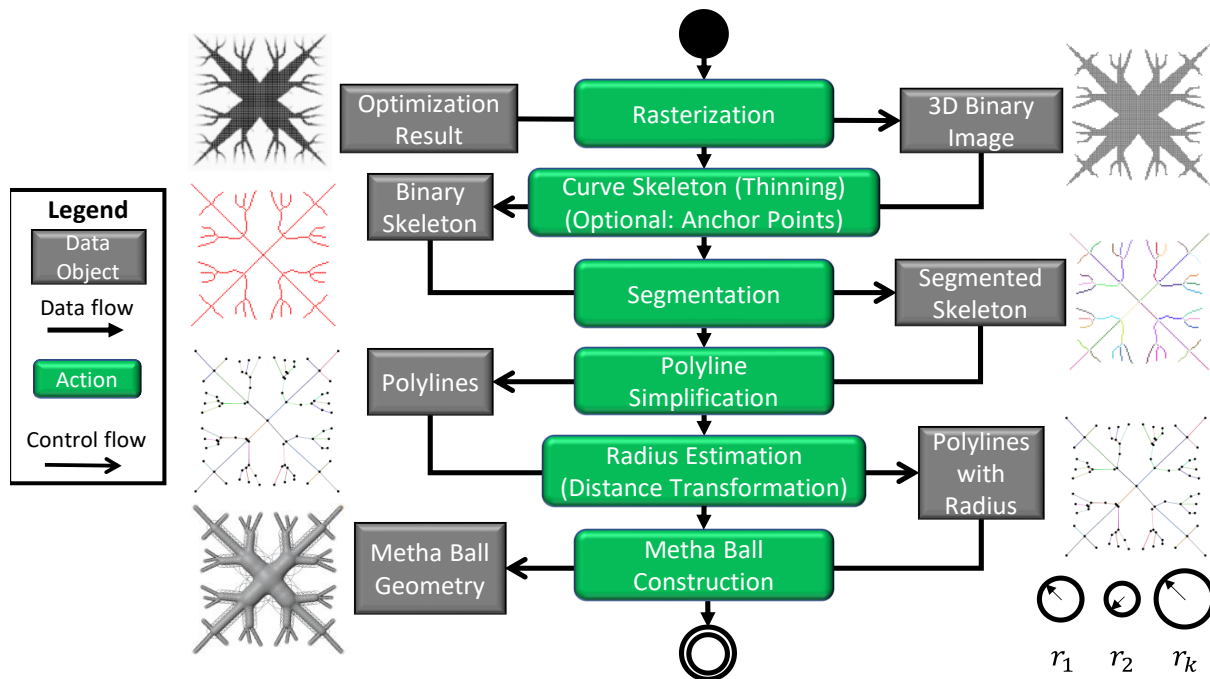 Optimization
Result
Rasterization
3D Binary
Image
Binary
Skeleton
Curve Skeleton (Thinning)
(Optional: Anchor Points)
Legend
Data
Object
Data flow
Action
Control flow
Segmentation
Segmented
Skeleton
Polylines
Polyline
Simplification
Radius Estimation
(Distance Transformation)
Polylines
with
Radius
Metha Ball
Geometry
Metha Ball
Construction
r₁ r₂ rₖ